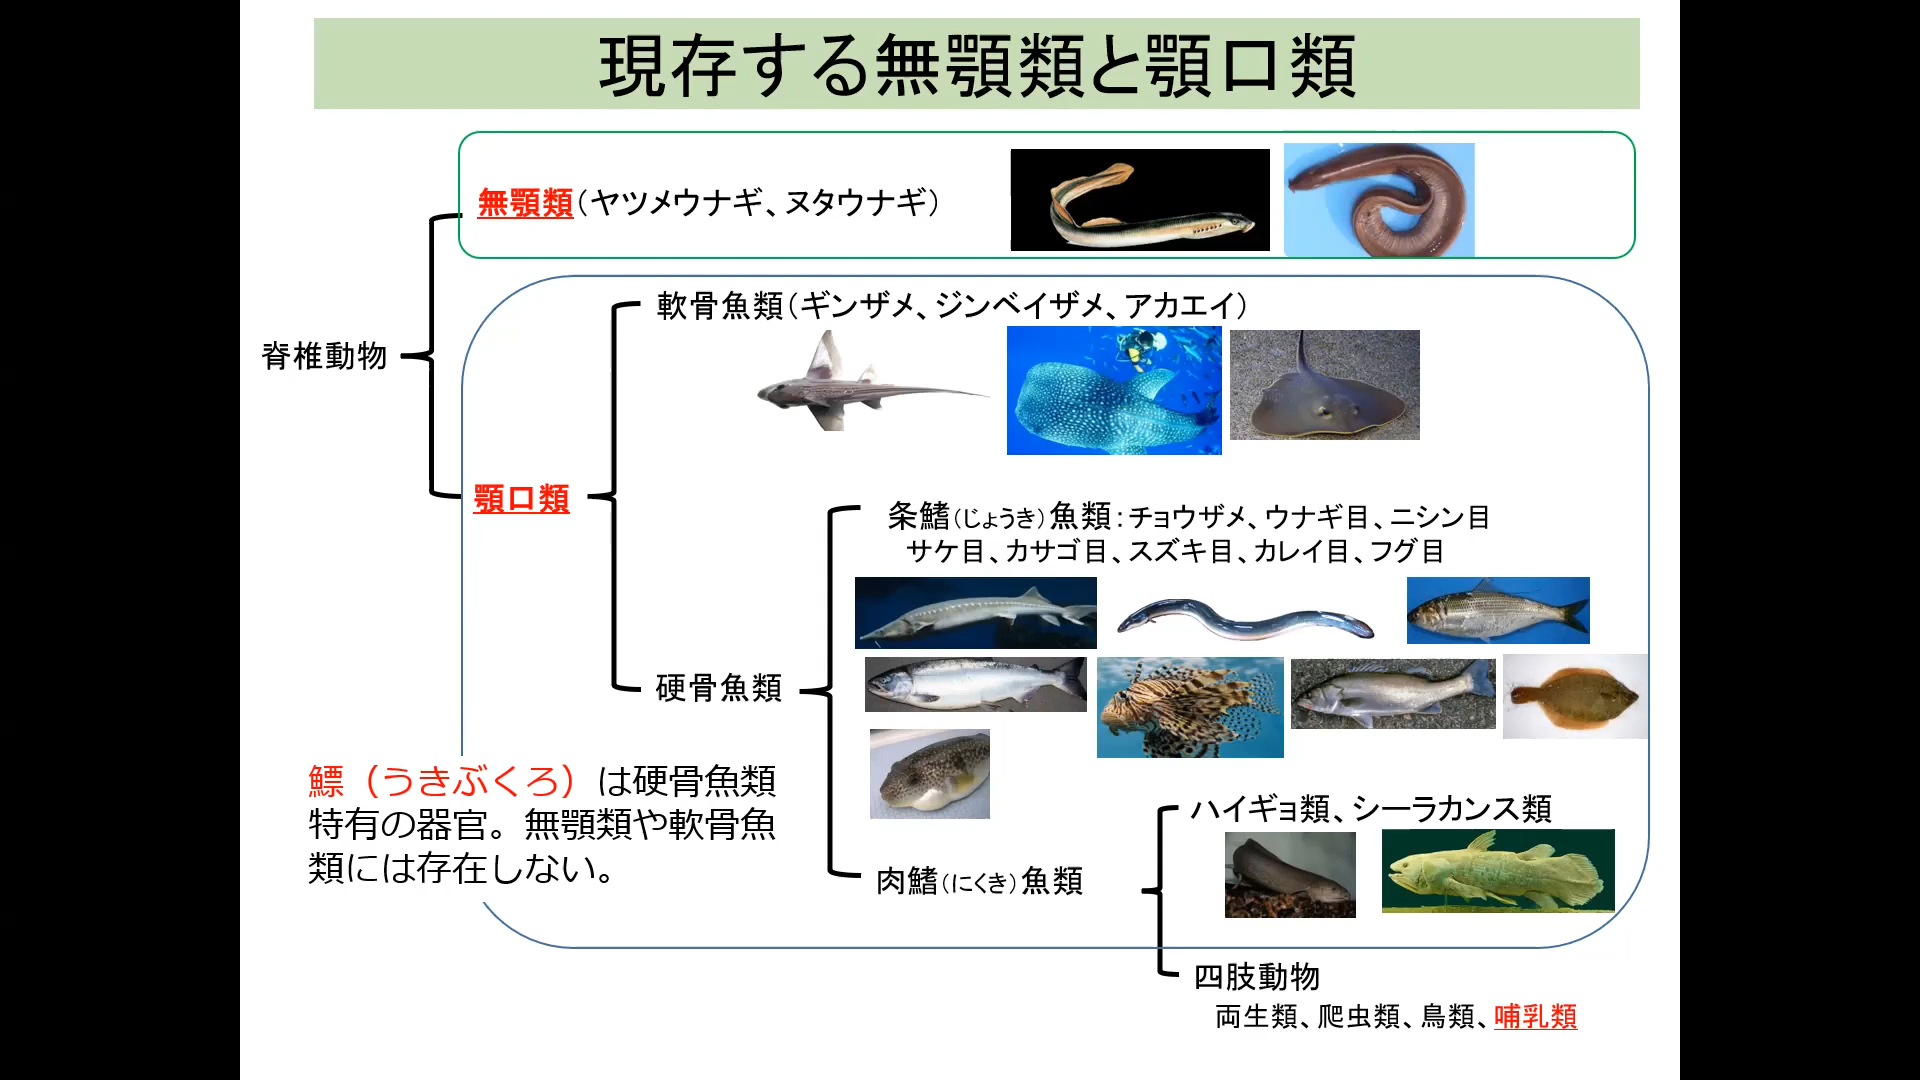 現存する無顎類と顎口類
無顎類（ヤツメウナギ、ヌタウナギ）
軟骨魚類（ギンザメ、ジンベイザメ、アカエイ）
脊椎動物
顎口類
条鰭（じょうき）魚類：チョウザメ、ウナギ目、ニシン目
サケ目、カサゴ目、スズキ目、カレイ目、フグ目
硬骨魚類
鰾（うきぶくろ）は硬骨魚類
特有の器官。無顎類や軟骨魚
類には存在しない。
ハイギョ類、シーラカンス類
肉鰭（にくき）魚類
四肢動物
両生類、爬虫類、鳥類、哺乳類